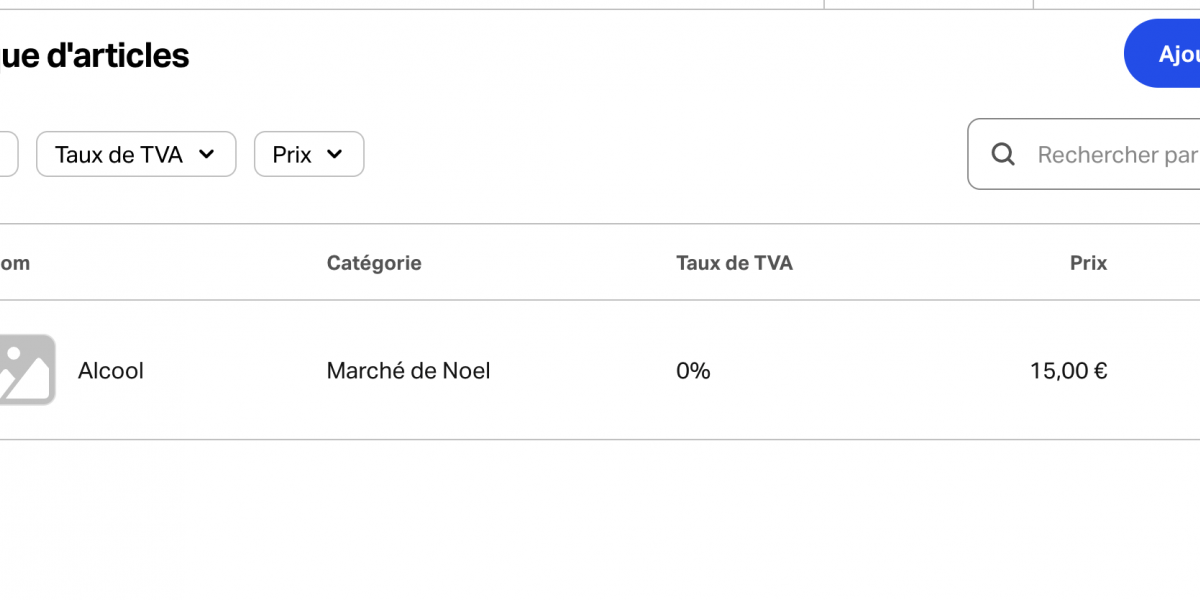 ue d'articles
Ajou
Taux de TVA
Prix
Rechercher par
om
Catégorie
Taux de TVA
Prix
Alcool
Marché de Noel
0%
15,00 €